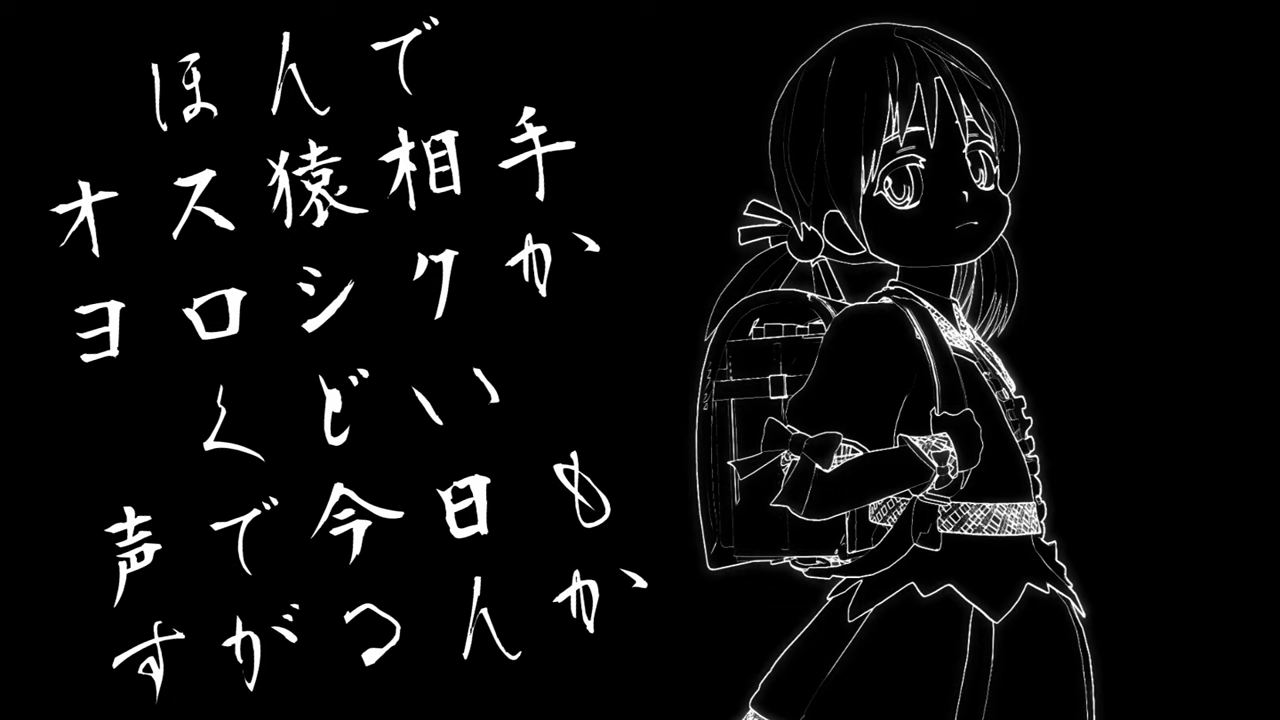 ほんで
オス猿相手か
ヨロシクか
くどい
声で今日も
すがるんか